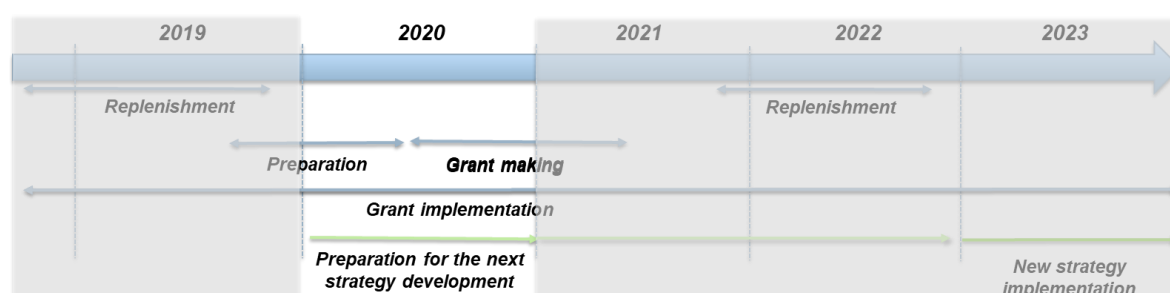 2019 2020 2021 2022 2023
Replenishment Replenishment
Preparation Grant making
Grant implementation
Preparation for the next
strategy development
New strategy
implementation